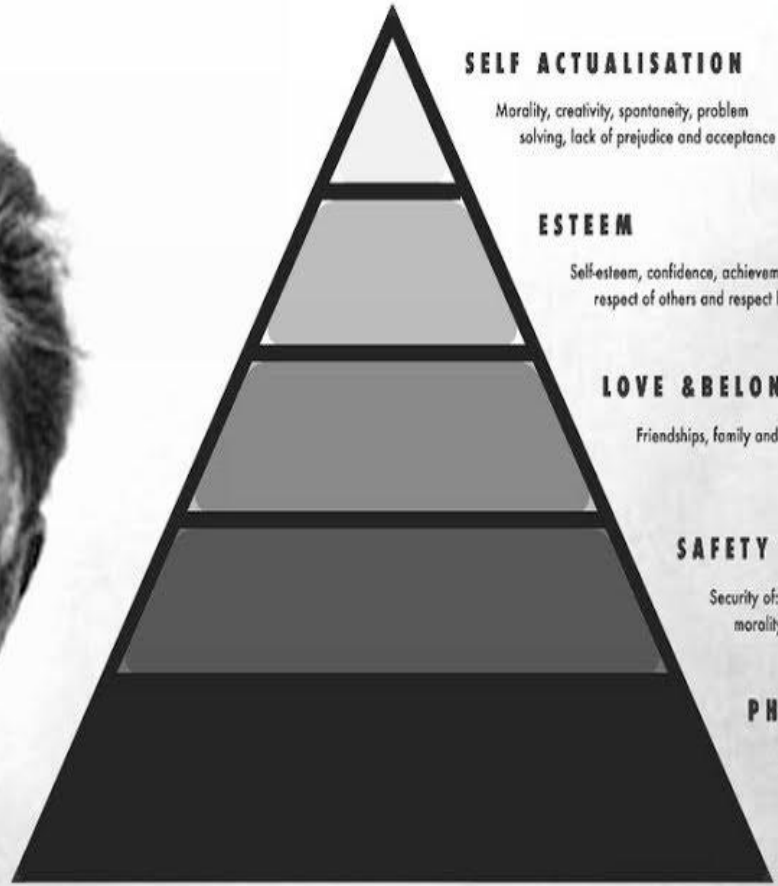 SELF ACTUALISATION
Morality, creativity, spontaneity, problem
solving, lack of prejudice and acceptance
ESTEEM
Self-esteem, confidence, achievem
respect of others and respect
LOVE &BELON
Friendships, family and
SAFETY
Security of:
morality
PH